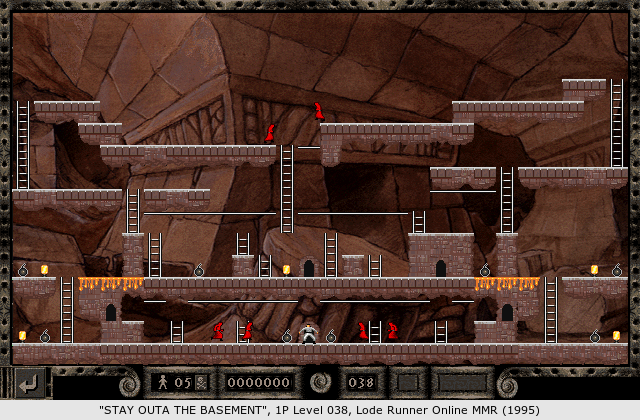 05
0000000
038
"STAY OUTA THE BASEMENT", 1P Level 038, Lode Runner Online MMR (1995)